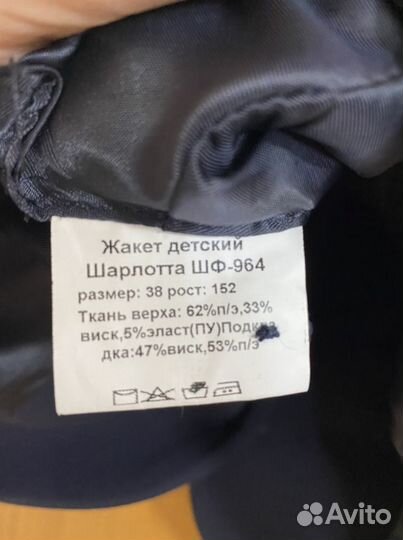 Жакет детский
Шарлотта ШФ-964
размер: 38 рост: 152
Ткань верха: 62%п/э,33%
виск,5%эласт(ПУ)Подкла
дка:47%виск,53%п/э
Avito